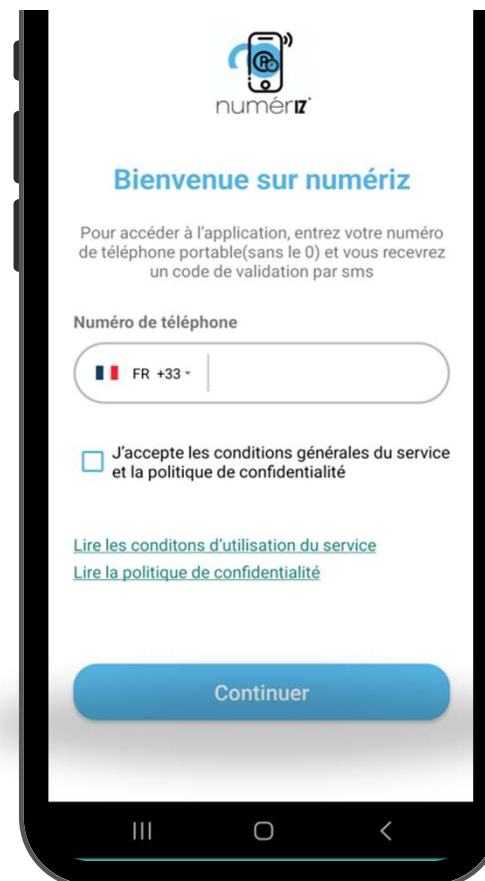 numérIZ
Bienvenue sur numériz
Pour accéder à l'application, entrez votre numéro
de téléphone portable(sans le 0) et vous recevrez
un code de validation par sms
Numéro de téléphone
FR +33
J'accepte les conditions générales du service
et la politique de confidentialité
Lire les conditons d'utilisation du service
Lire la politique de confidentialité
Continuer